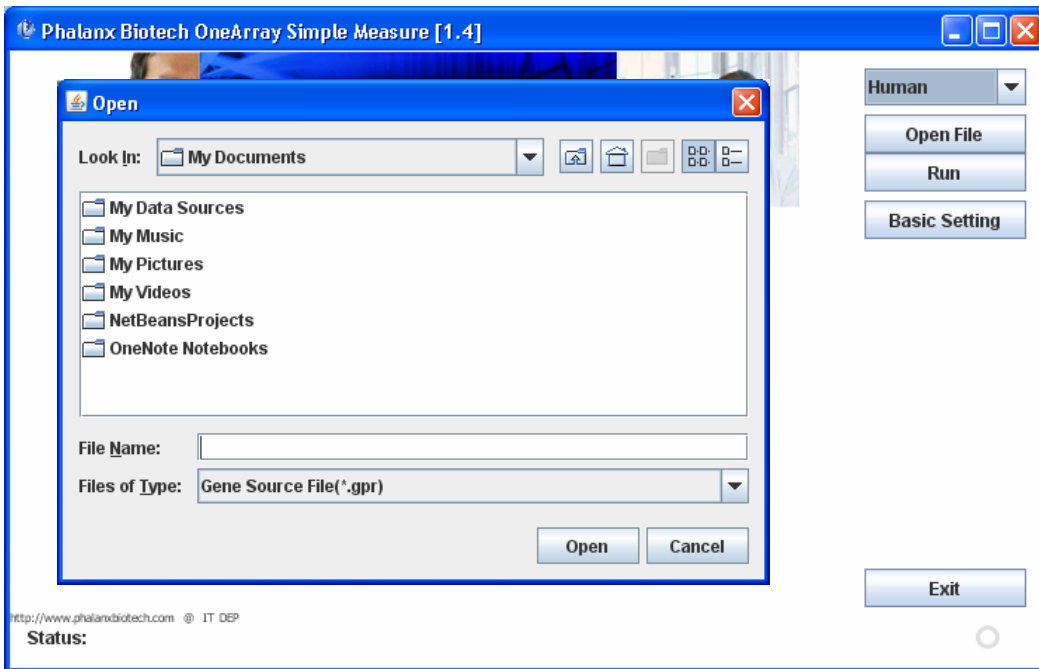 Phalanx Biotech OneArray Simple Measure [1.4]
Open
Look In: My Documents
My Data Sources
My Music
My Pictures
My Videos
NetBeansProjects
OneNote Notebooks
File Name:
Files of Type: Gene Source File(*.gpr)
Open Cancel
Human
Open File
Run
Basic Setting
Exit
http://www.phalanxbiotech.com @ IT DEP
Status: